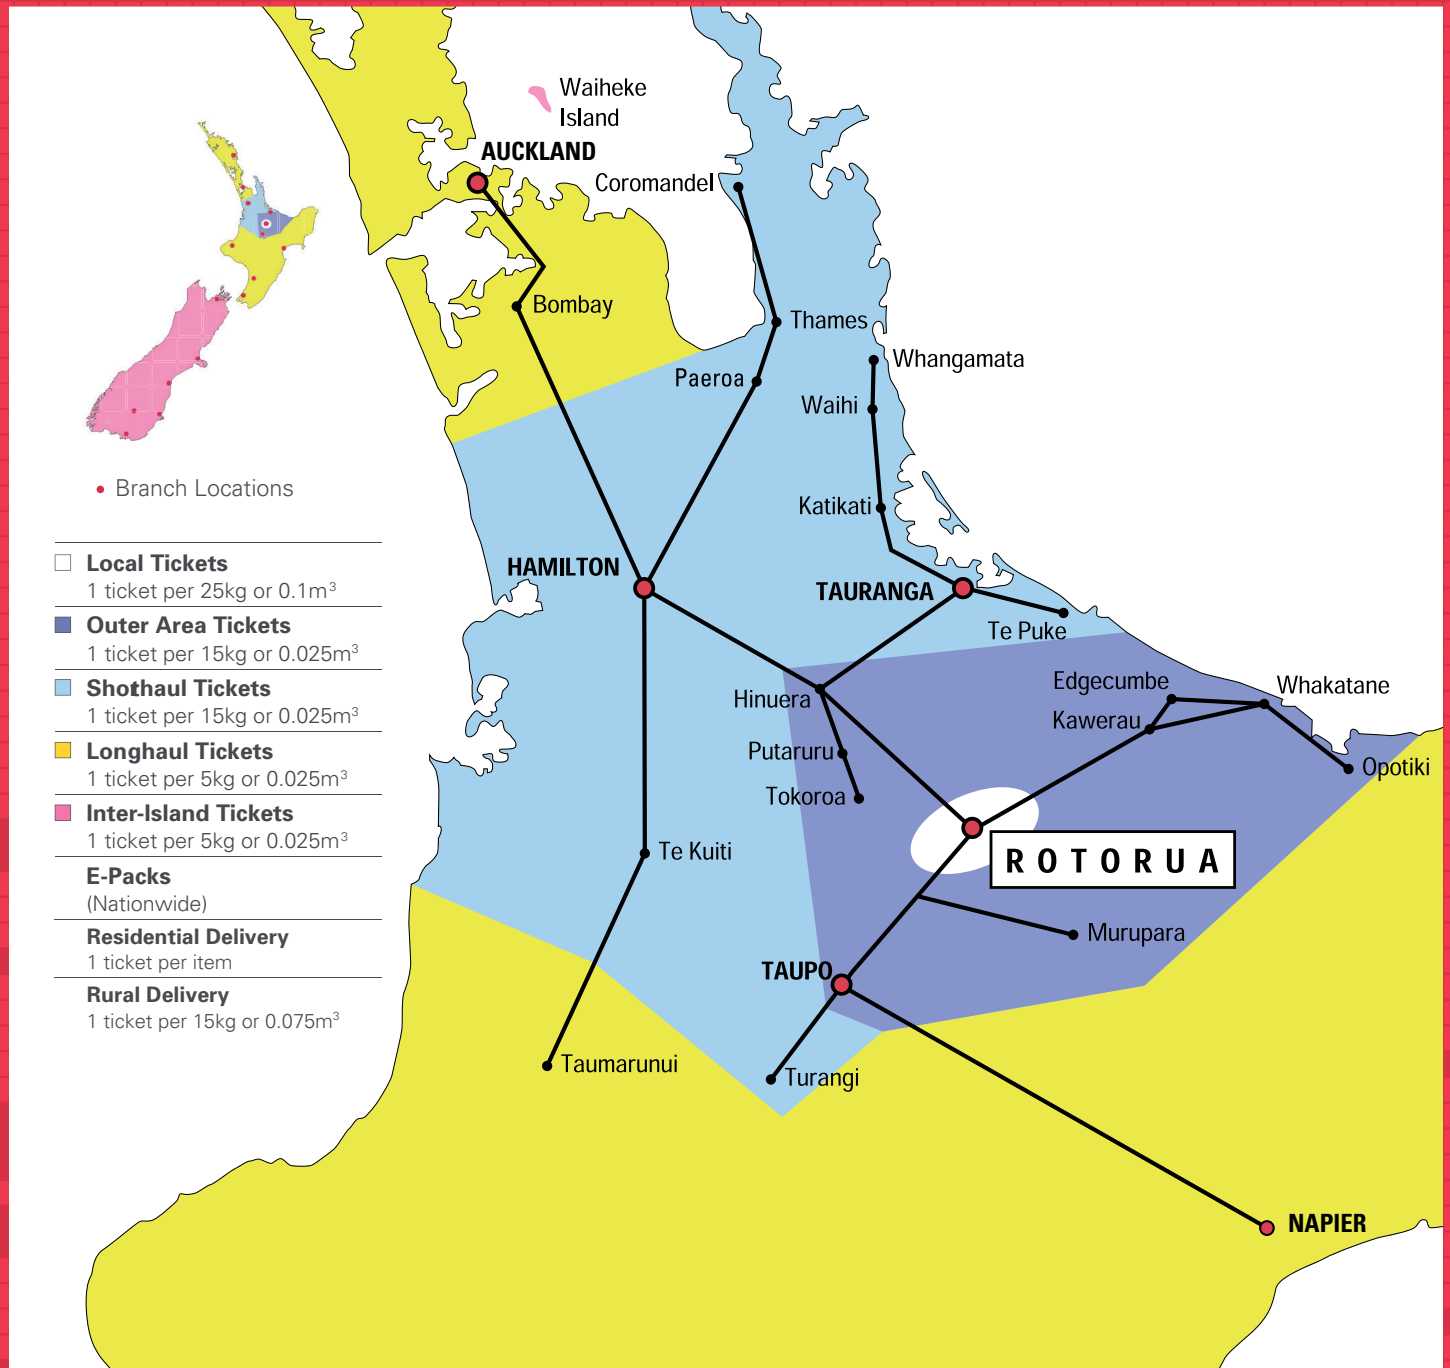 Waiheke
Island
AUCKLAND
Coromandel
Bombay
Thames
Whangamata
Paeroa
Waihi
Katikati
HAMILTON
TAURANGA
Te Puke
Hinuera
Edgecumbe
Whakatane
Kawerau
Putaruru
Opotiki
Tokoroa
Te Kuiti
ROTORUA
Murupara
TAUPO
Taumarunui
Turangi
NAPIER
• Branch Locations
Local Tickets
1 ticket per 25kg or 0.1m³
Outer Area Tickets
1 ticket per 15kg or 0.025m³
Shothaul Tickets
1 ticket per 15kg or 0.025m³
Longhaul Tickets
1 ticket per 5kg or 0.025m³
Inter-Island Tickets
1 ticket per 5kg or 0.025m³
E-Packs
(Nationwide)
Residential Delivery
1 ticket per item
Rural Delivery
1 ticket per 15kg or 0.075m³